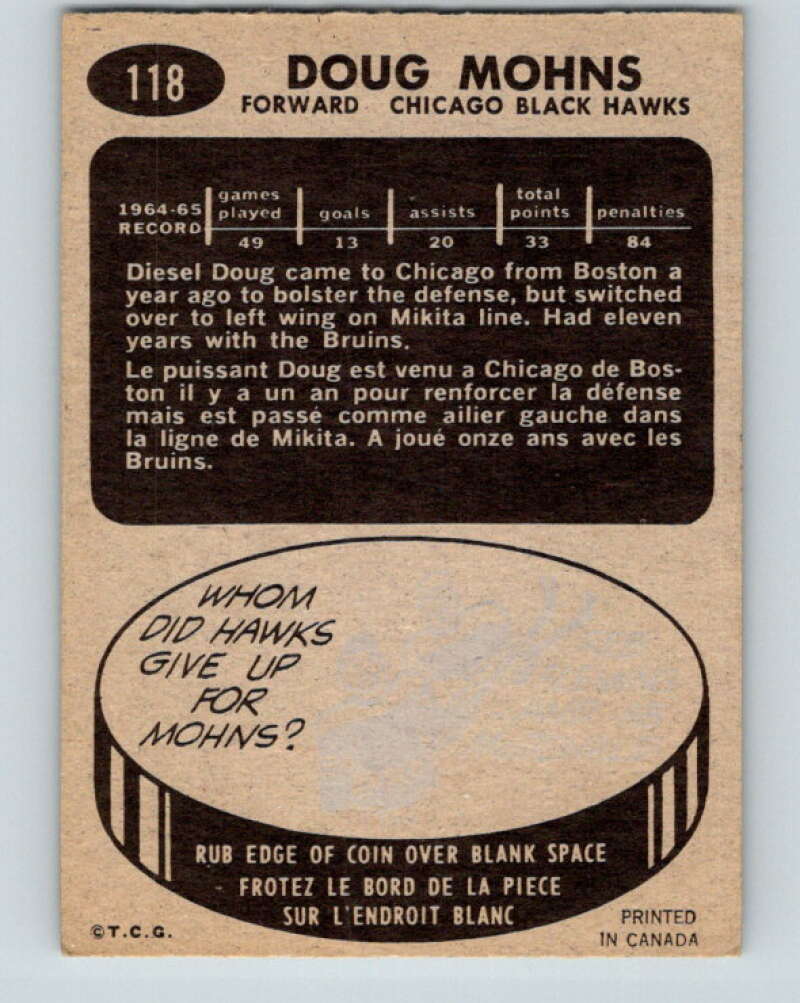 118
DOUG MOHNS
FORWARD CHICAGO BLACK HAWKS
1964-65 RECORD games played goals assists total points penalties
49 13 20 33 84
Diesel Doug came to Chicago from Boston a
year ago to bolster the defense, but switched
over to left wing on Mikita line. Had eleven
years with the Bruins.
Le puissant Doug est venu a Chicago de Bos-
ton il y a un an pour renforcer la défense
mais est passé comme ailier gauche dans
la ligne de Mikita. A joué onze ans avec les
Bruins.
WHOM
DID HAWKS
GIVE UP
FOR
MOHNS?
RUB EDGE OF COIN OVER BLANK SPACE
FROTEZ LE BORD DE LA PIECE
SUR L'ENDROIT BLANC
©T.C.G.
PRINTED
IN CANADA